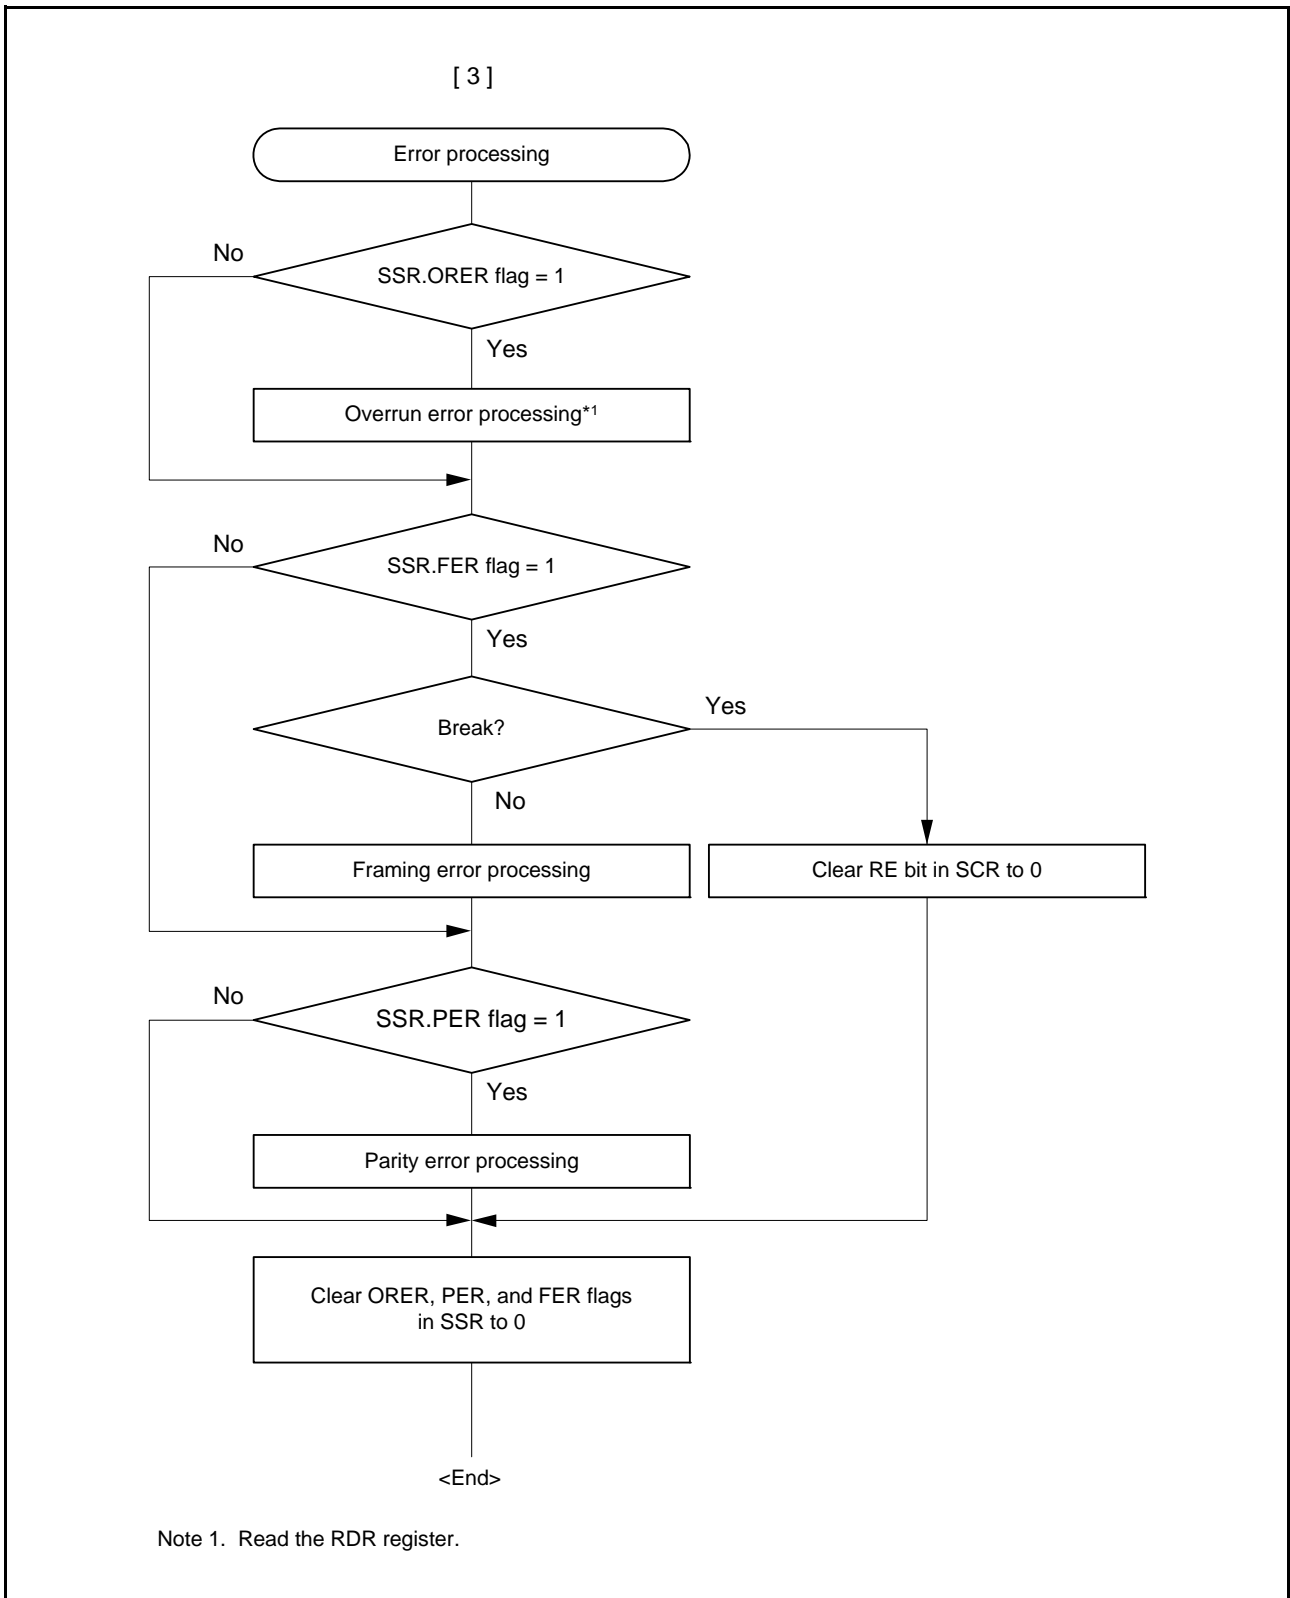 [ 3 ]
Error processing
No
SSR.ORER flag = 1
Yes
Overrun error processing*1
No
SSR.FER flag = 1
Yes
Break?
Yes
No
Framing error processing
Clear RE bit in SCR to 0
No
SSR.PER flag = 1
Yes
Parity error processing
Clear ORER, PER, and FER flags
in SSR to 0
<End>
Note 1. Read the RDR register.